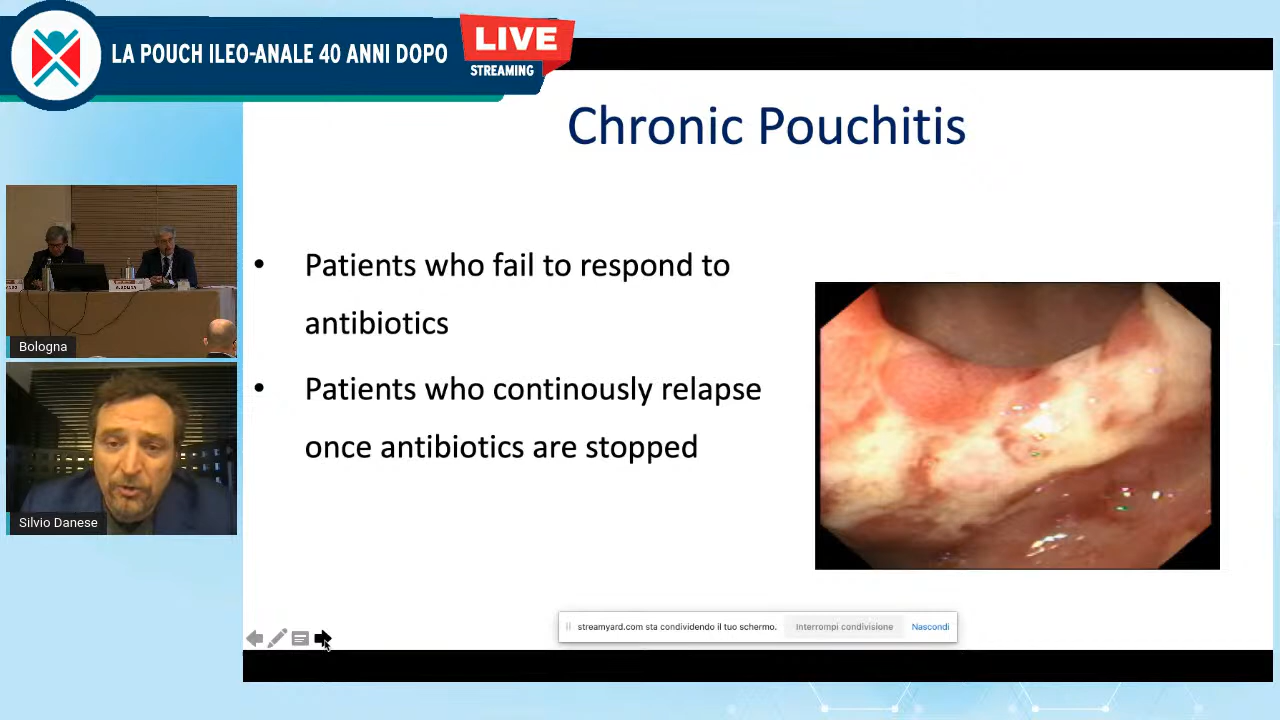 LA POUCH ILEO-ANALE 40 ANNI DOPO
LIVE
STREAMING
Chronic Pouchitis
• Patients who fail to respond to
antibiotics
• Patients who continously relapse
once antibiotics are stopped
Bologna
Silvio Danese
streamyard.com sta condividendo il tuo schermo.
Interrompi condivisione
Nascondi